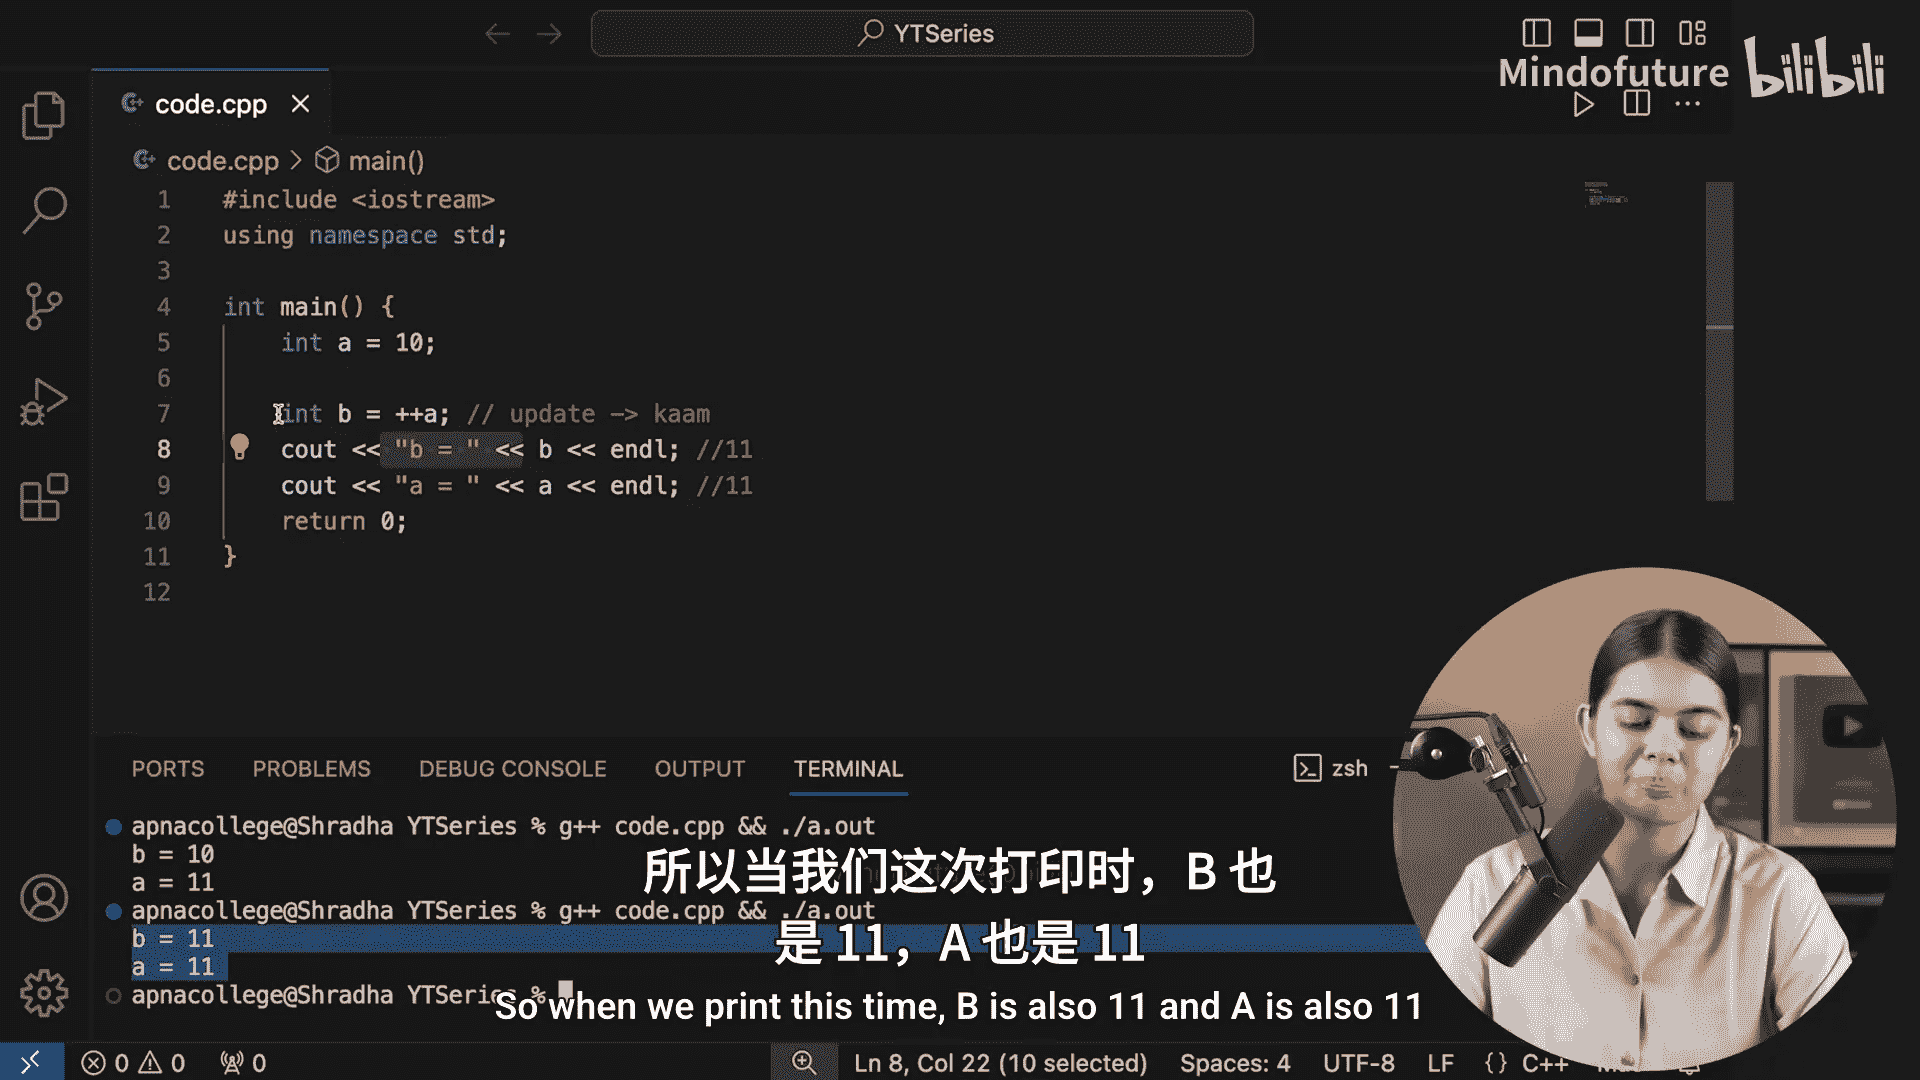 YTSeries
Mindofuture bilibili
code.cpp
code.cpp > main()
1 #include <iostream>
2 using namespace std;
3
4 int main() {
5 int a = 10;
6
7 int b = ++a; // update -> kaam
8 cout << "b = " << b << endl; //11
9 cout << "a = " << a << endl; //11
10 return 0;
11 }
12
PORTS PROBLEMS DEBUG CONSOLE OUTPUT TERMINAL zsh
apnacollege@Shradha YTSeries % g++ code.cpp && ./a.out
b = 10
a = 11
apnacollege@Shradha YTSeries % g++ code.cpp && ./a.out
b = 11
a = 11
apnacollege@Shradha YTSeries %
所以当我们这次打印时，B 也
是 11，A 也是 11
So when we print this time, B is also 11 and A is also 11
0 0 0 Ln 8, Col 22 (10 selected) Spaces: 4 UTF-8 LF {} C++